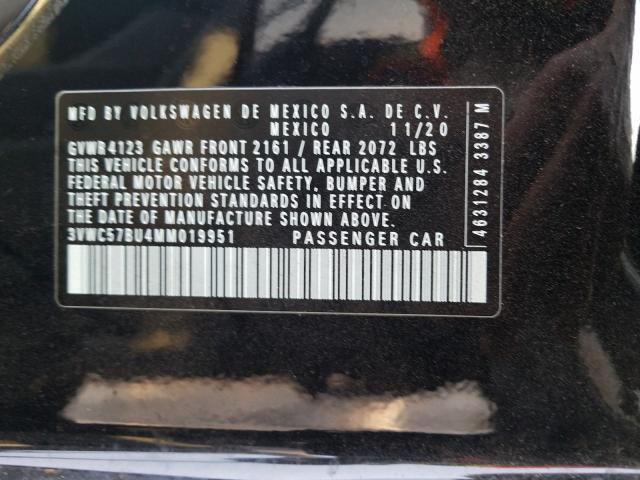 MFD BY VOLKSWAGEN DE MEXICO S.A. DE C.V.
MEXICO 11/20
GVWR4123 GAWR FRONT 2161 / REAR 2072 LBS
THIS VEHICLE CONFORMS TO ALL APPLICABLE U.S.
FEDERAL MOTOR VEHICLE SAFETY, BUMPER AND
THEFT PREVENTION STANDARDS IN EFFECT ON
THE DATE OF MANUFACTURE SHOWN ABOVE.
3VWC57BU4MM019951 PASSENGER CAR
4631284 3387 M